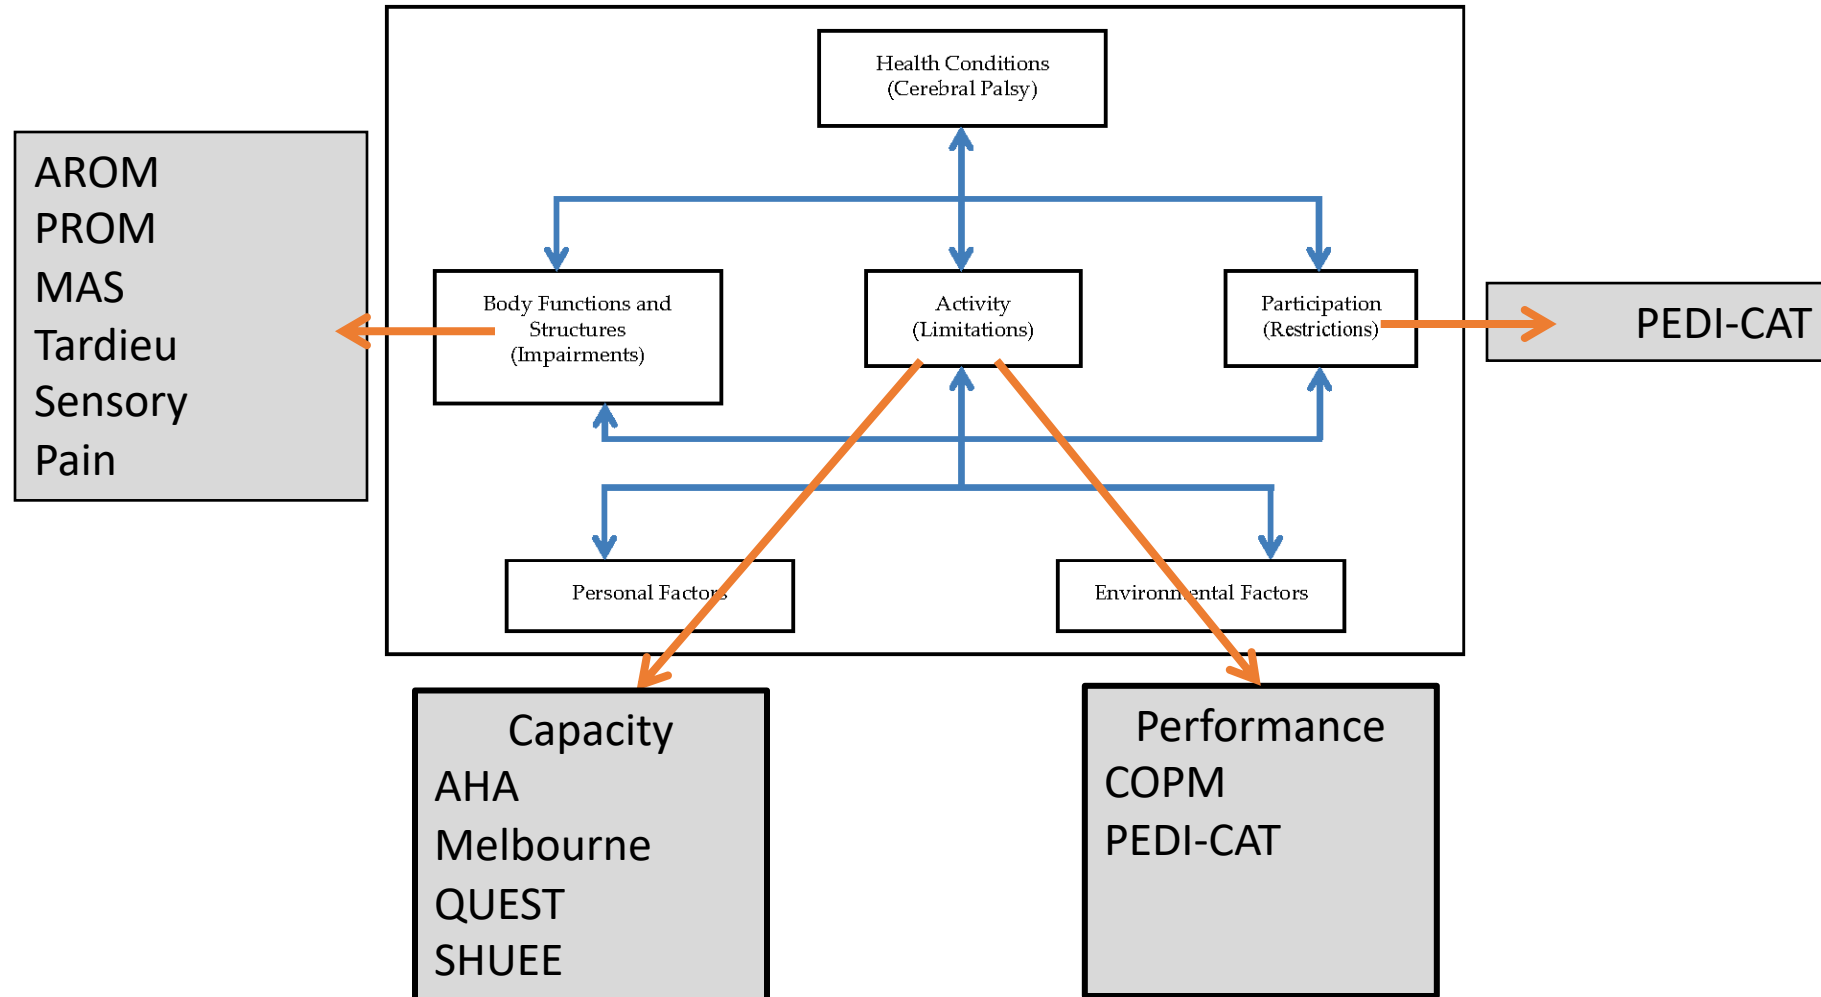 Health Conditions
(Cerebral Palsy)
AROM
PROM
MAS
Tardieu
Sensory
Pain
Body Functions and
Structures
(Impairments)
Activity
(Limitations)
Participation
(Restrictions)
PEDI-CAT
Personal Factors
Environmental Factors
Capacity
AHA
Melbourne
QUEST
SHUEE
Performance
COPM
PEDI-CAT